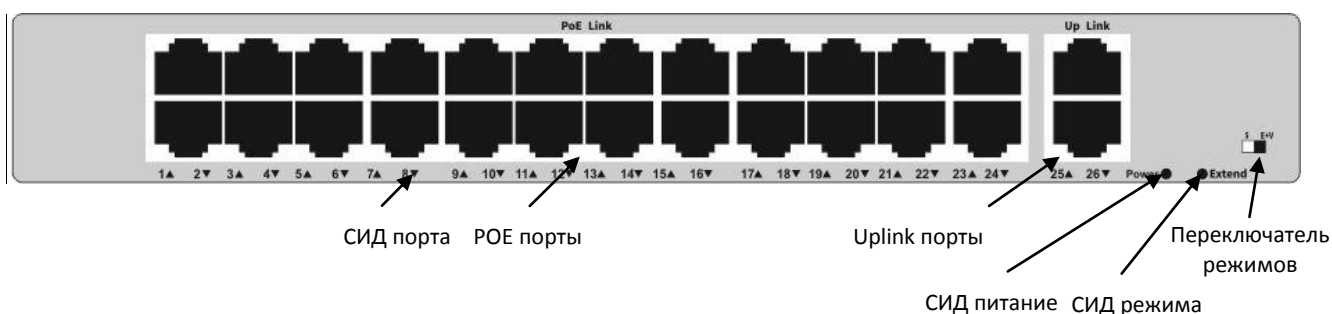 PoE Link Up Link
S E+V
1▲ 2▼ 3▲ 4▼ 5▲ 6▼ 7▲ 8▼ 9▲ 10▼ 11▲ 12▼ 13▲ 14▼ 15▲ 16▼ 17▲ 18▼ 19▲ 20▼ 21▲ 22▼ 23▲ 24▼ 25▲ 26▼ Power Extend
СИД порта POE порты Uplink порты Переключатель
режимов
СИД питание СИД режима